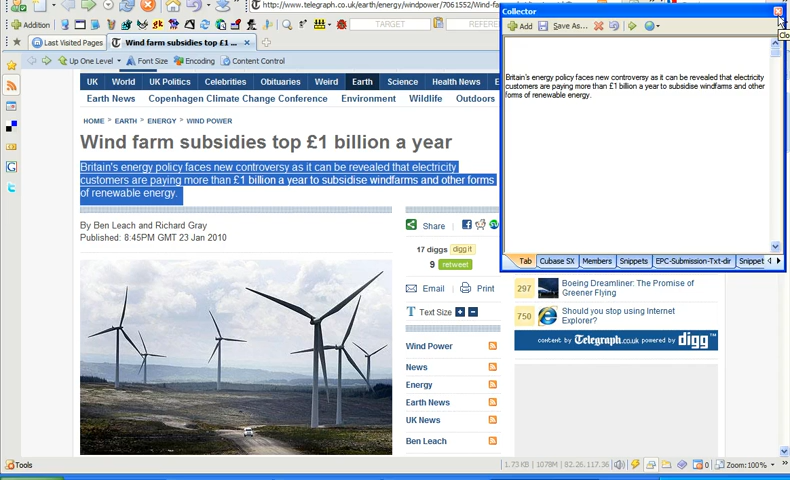 http://www.telegraph.co.uk/earth/energy/windpower/7061552/Wind-fa
Collector
Addition
TARGET
REFERE
Add
Save As...
Clo
Last Visited Pages
Wind farm subsidies top £1 ...
Up One Level
Font Size
Encoding
Content Control
UK
World
UK Politics
Celebrities
Obituaries
Weird
Earth
Science
Health News
E
Earth News
Copenhagen Climate Change Conference
Environment
Wildlife
Outdoors
Britain's energy policy faces new controversy as it can be revealed that electricity
customers are paying more than £1 billion a year to subsidise windfarms and other
forms of renewable energy.
HOME > EARTH > ENERGY > WIND POWER
Wind farm subsidies top £1 billion a year
Britain's energy policy faces new controversy as it can be revealed that electricity
customers are paying more than £1 billion a year to subsidise windfarms and other forms
of renewable energy.
By Ben Leach and Richard Gray
Published: 8:45PM GMT 23 Jan 2010
Share
17 diggs
digg it
9
retweet
Email
Print
Text Size
Wind Power
News
Energy
Earth News
UK News
Ben Leach
Tab
Cubase SX
Members
Snippets
EPC-Submission-Txt-dir
Snippet
297
Boeing Dreamliner: The Promise of
Greener Flying
750
Should you stop using Internet
Explorer?
content by Telegraph.co.uk powered by digg
Tools
1.73 KB
1078M
82.26.117.36
0
Zoom: 100%